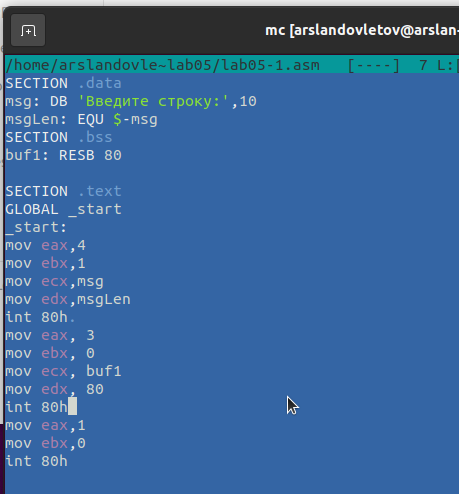 mc [arslandovletov@arslan-
/home/arslandovle~lab05/lab05-1.asm   [----]  7 L:[
SECTION .data
msg: DB 'Введите строку:',10
msgLen: EQU $-msg
SECTION .bss
buf1: RESB 80
SECTION .text
GLOBAL _start
_start:
mov eax,4
mov ebx,1
mov ecx,msg
mov edx,msgLen
int 80h.
mov eax, 3
mov ebx, 0
mov ecx, buf1
mov edx, 80
int 80h
mov eax,1
mov ebx,0
int 80h